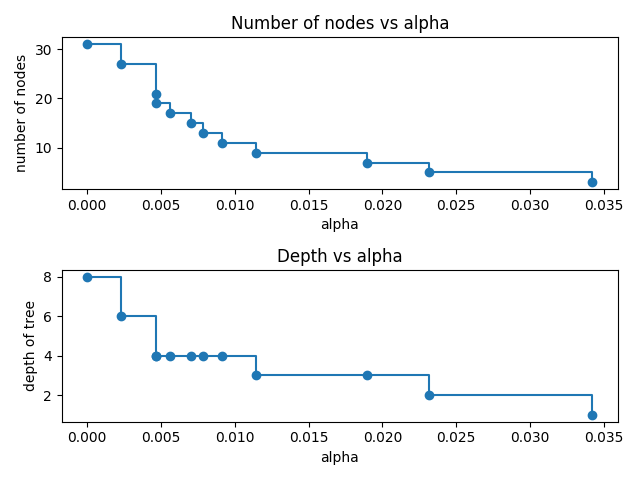 Number of nodes vs alpha
number of nodes
30
20
10
0.000 0.005 0.010 0.015 0.020 0.025 0.030 0.035
alpha
Depth vs alpha
depth of tree
8
6
4
2
0.000 0.005 0.010 0.015 0.020 0.025 0.030 0.035
alpha